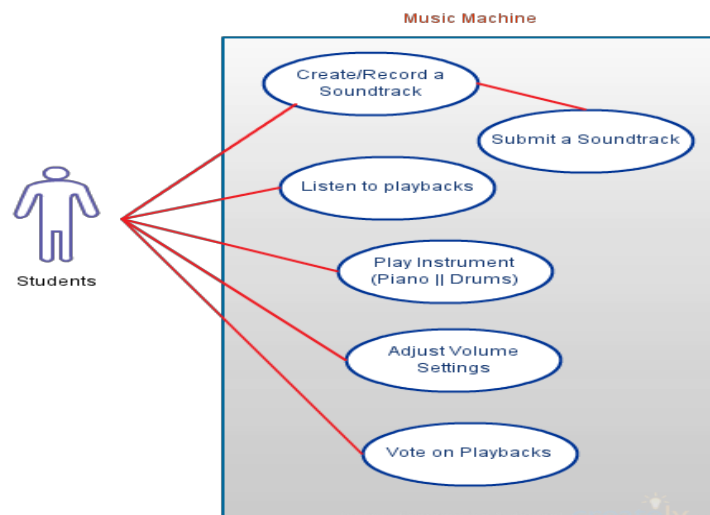 Music Machine
Create/Record a
Soundtrack
Submit a Soundtrack
Listen to playbacks
Students
Play Instrument
(Piano || Drums)
Adjust Volume
Settings
Vote on Playbacks